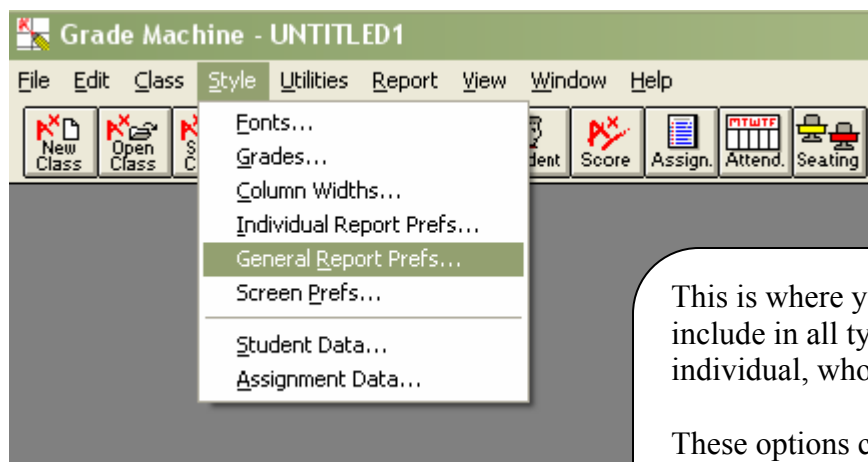 Grade Machine - UNTITLED1
File Edit Class Style Utilities Report View Window Help
New Class
Open Class
Score
Assign.
MTWTF
Attend.
Seating
Fonts...
Grades...
Column Widths...
Individual Report Prefs...
General Report Prefs...
Screen Prefs...
Student Data...
Assignment Data...
This is where
include in all
individual,
These options